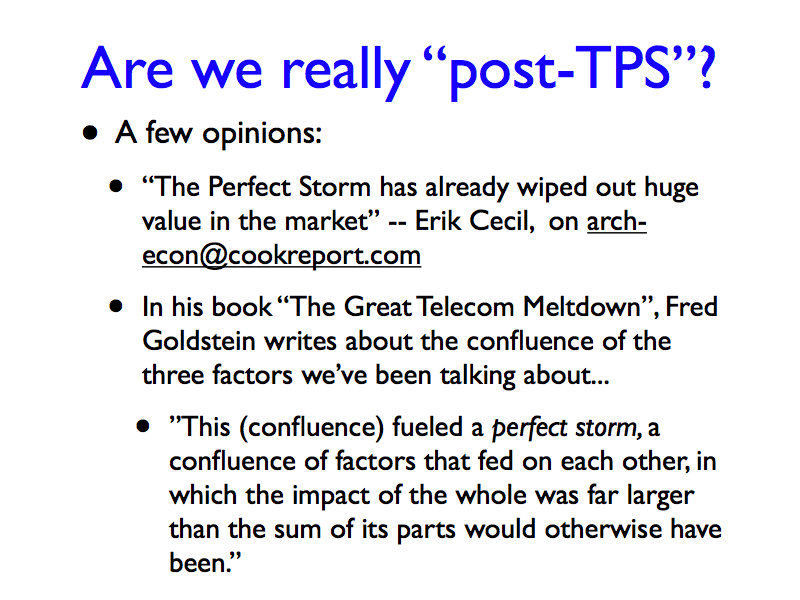 Are we really “post-TPS”?
• A few opinions:
• “The Perfect Storm has already wiped out huge
value in the market” -- Erik Cecil,  on arch-
econ@cookreport.com
• In his book “The Great Telecom Meltdown”, Fred
Goldstein writes about the confluence of the
three factors we’ve been talking about...
• ”This (confluence) fueled a perfect storm, a
confluence of factors that fed on each other, in
which the impact of the whole was far larger
than the sum of its parts would otherwise have
been.”